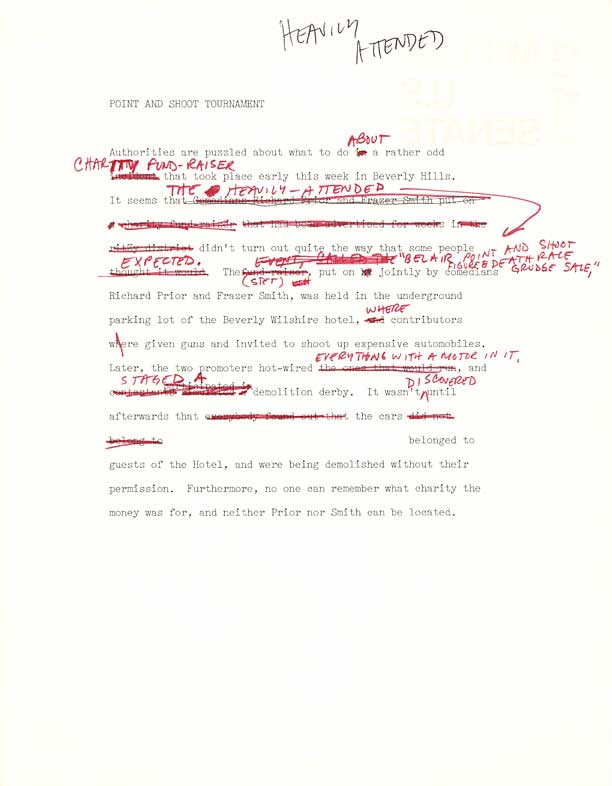 HEAVILY
ATTENDED
POINT AND SHOOT TOURNAMENT
ABOUT
Authorities are puzzled about what to do in a rather odd
CHARITY FUND-RAISER
incident that took place early this week in Beverly Hills.
THE HEAVILY-ATTENDED
It seems that Comedians Richard Prior and Frazer Smith put on
a charity fund-raiser that had been advertised for weeks in the
ritzy district didn't turn out quite the way that some people
EXPECTED. EVENT, CALLED THE "BELAIR POINT AND SHOOT
FIGURE 8 DEATH RACE
thought it would. The fund-raiser, put on jointly by comedians GRUDGE SALE,"
(STET)
Richard Prior and Frazer Smith, was held in the underground
WHERE
parking lot of the Beverly Wilshire hotel, and contributors
where given guns and invited to shoot up expensive automobiles.
EVERYTHING WITH A MOTOR IN IT,
Later, the two promoters hot-wired the ones that would run, and
STAGED A participated in DISCOVERED
contestants demolition derby. It wasn't until
afterwards that everybody found out that the cars did not
belong to belonged to
guests of the Hotel, and were being demolished without their
permission. Furthermore, no one can remember what charity the
money was for, and neither Prior nor Smith can be located.
U.S.
SENATE